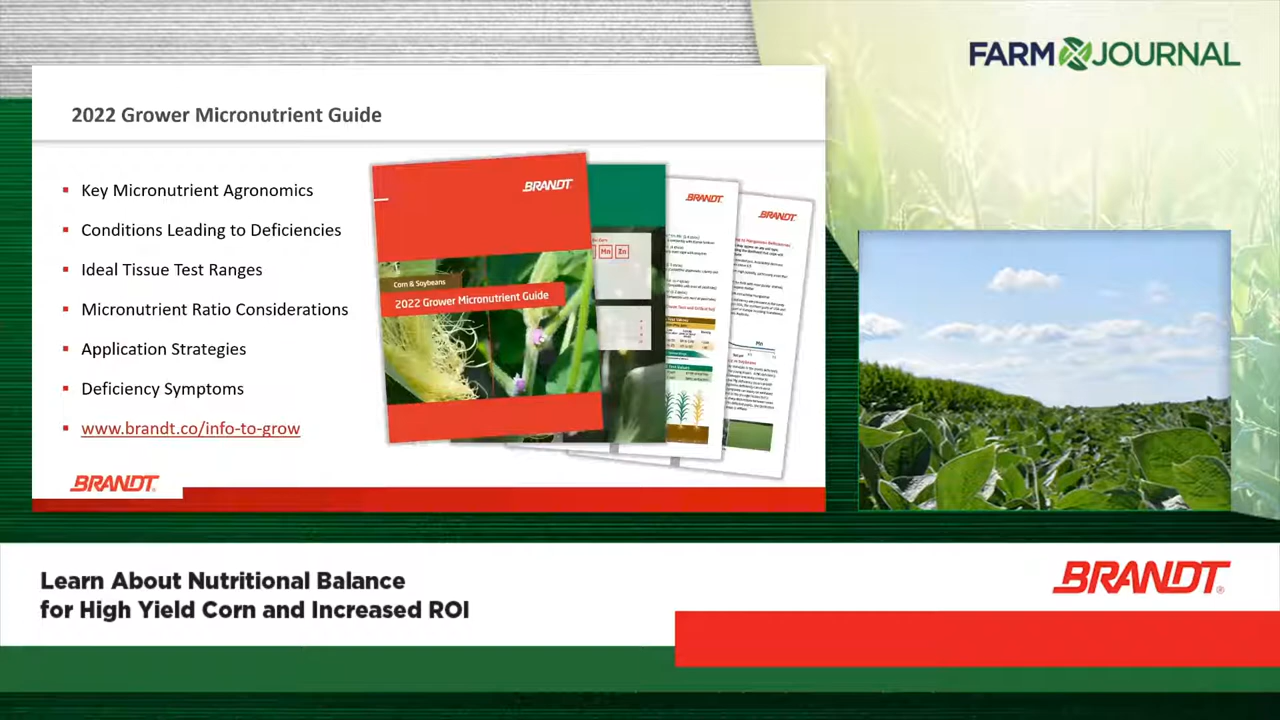 FARM JOURNAL
2022 Grower Micronutrient Guide
Key Micronutrient Agronomics
Conditions Leading to Deficiencies
Ideal Tissue Test Ranges
Micronutrient Ratio Considerations
Application Strategies
Deficiency Symptoms
www.brandt.co/info-to-grow
BRANDT
BRANDT
Corn & Soybeans
2022 Grower Micronutrient Guide
Mn Zn
BRANDT
BRANDT
Mn
Learn About Nutritional Balance
for High Yield Corn and Increased ROI
BRANDT